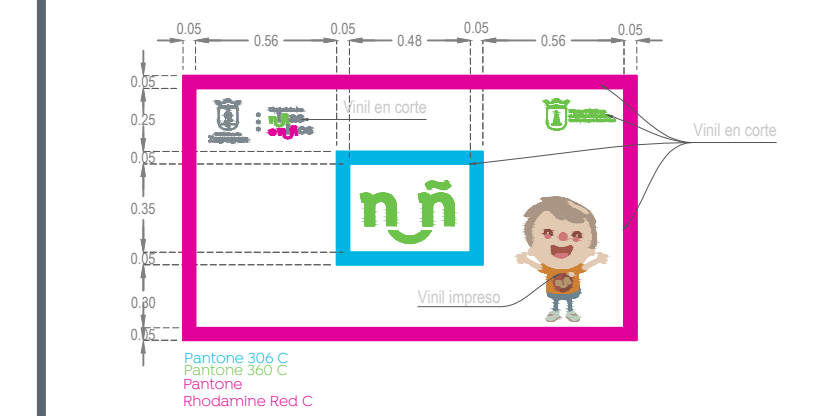 0.05 0.05 0.05 0.05
0.56 0.48 0.56
0.05
0.25
0.05
0.35
0.05
0.30
0.05
Vinil en corte
Vinil en corte
nñ
Vinil impreso
Pantone 306 C
Pantone 360 C
Pantone
Rhodamine Red C